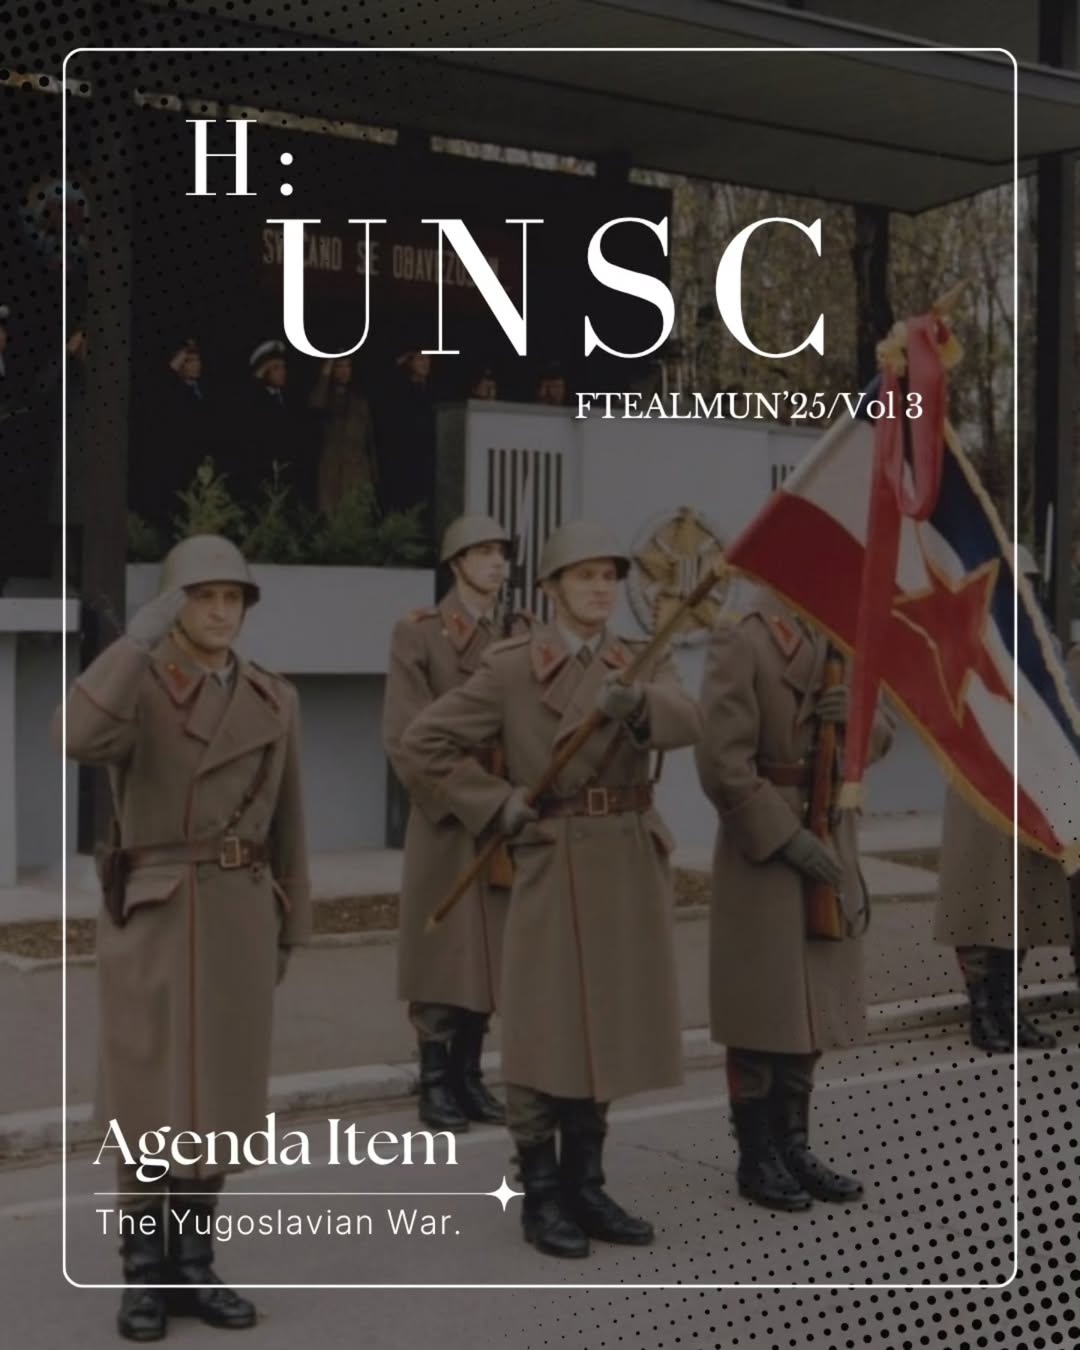 H:
UNSC
FTEALMUN’25/Vol 3
Agenda Item
The Yugoslavian War.